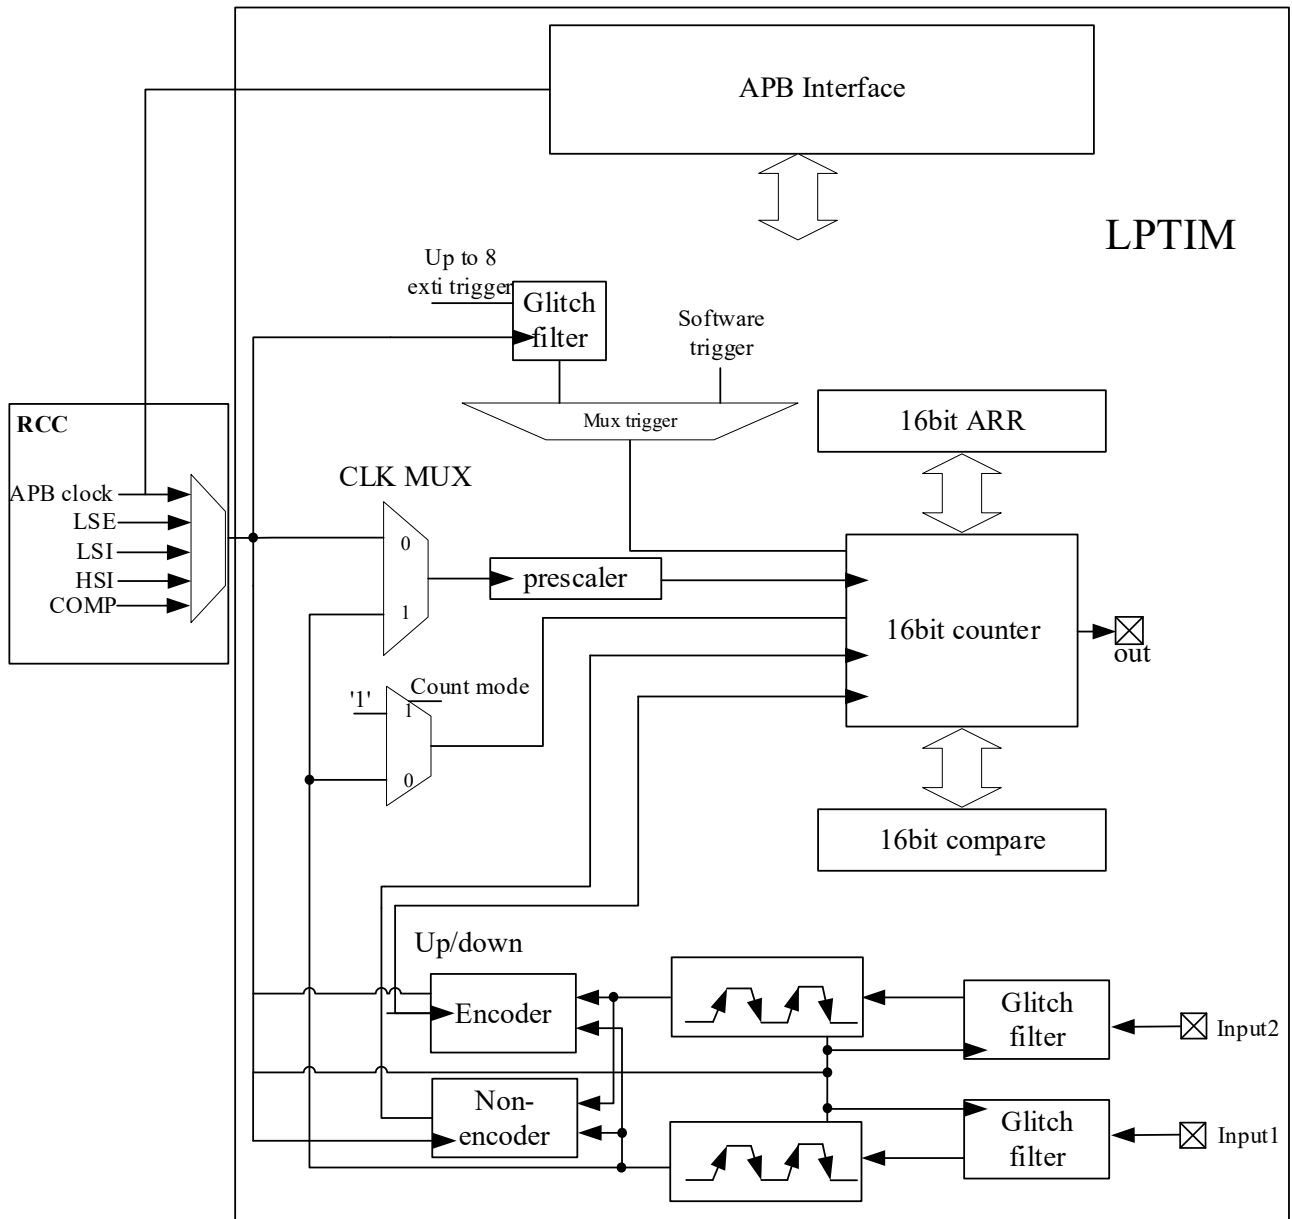 APB Interface
LPTIM
Up to 8
exti trigger
Glitch
filter
Software
trigger
Mux trigger
16bit ARR
RCC
CLK MUX
APB clock
LSE
LSI
HSI
COMP
0
1
prescaler
16bit counter
out
'1'
Count mode
1
0
16bit compare
Up/down
Encoder
Glitch
filter
Input2
Non-
encoder
Glitch
filter
Input1